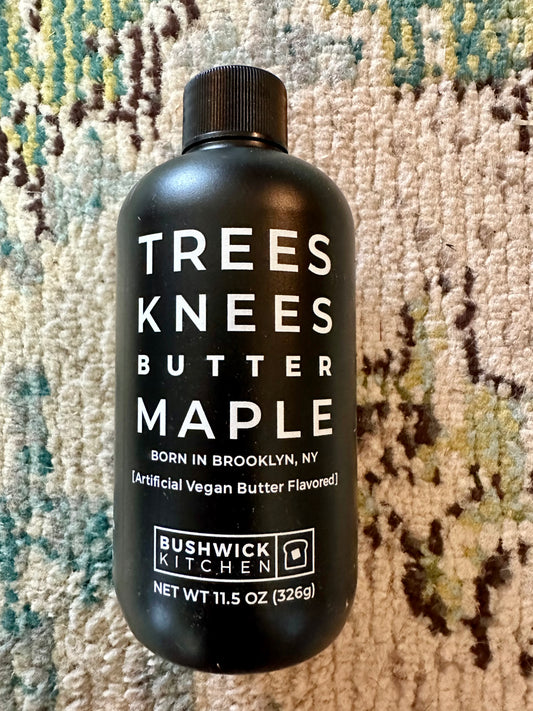 TREES
KNEES
BUTTER
MAPLE
BORN IN BROOKLYN, NY
[Artificial Vegan Butter Flavored]
BUSHWICK
KITCHEN
NET WT 11.5 OZ (326g)